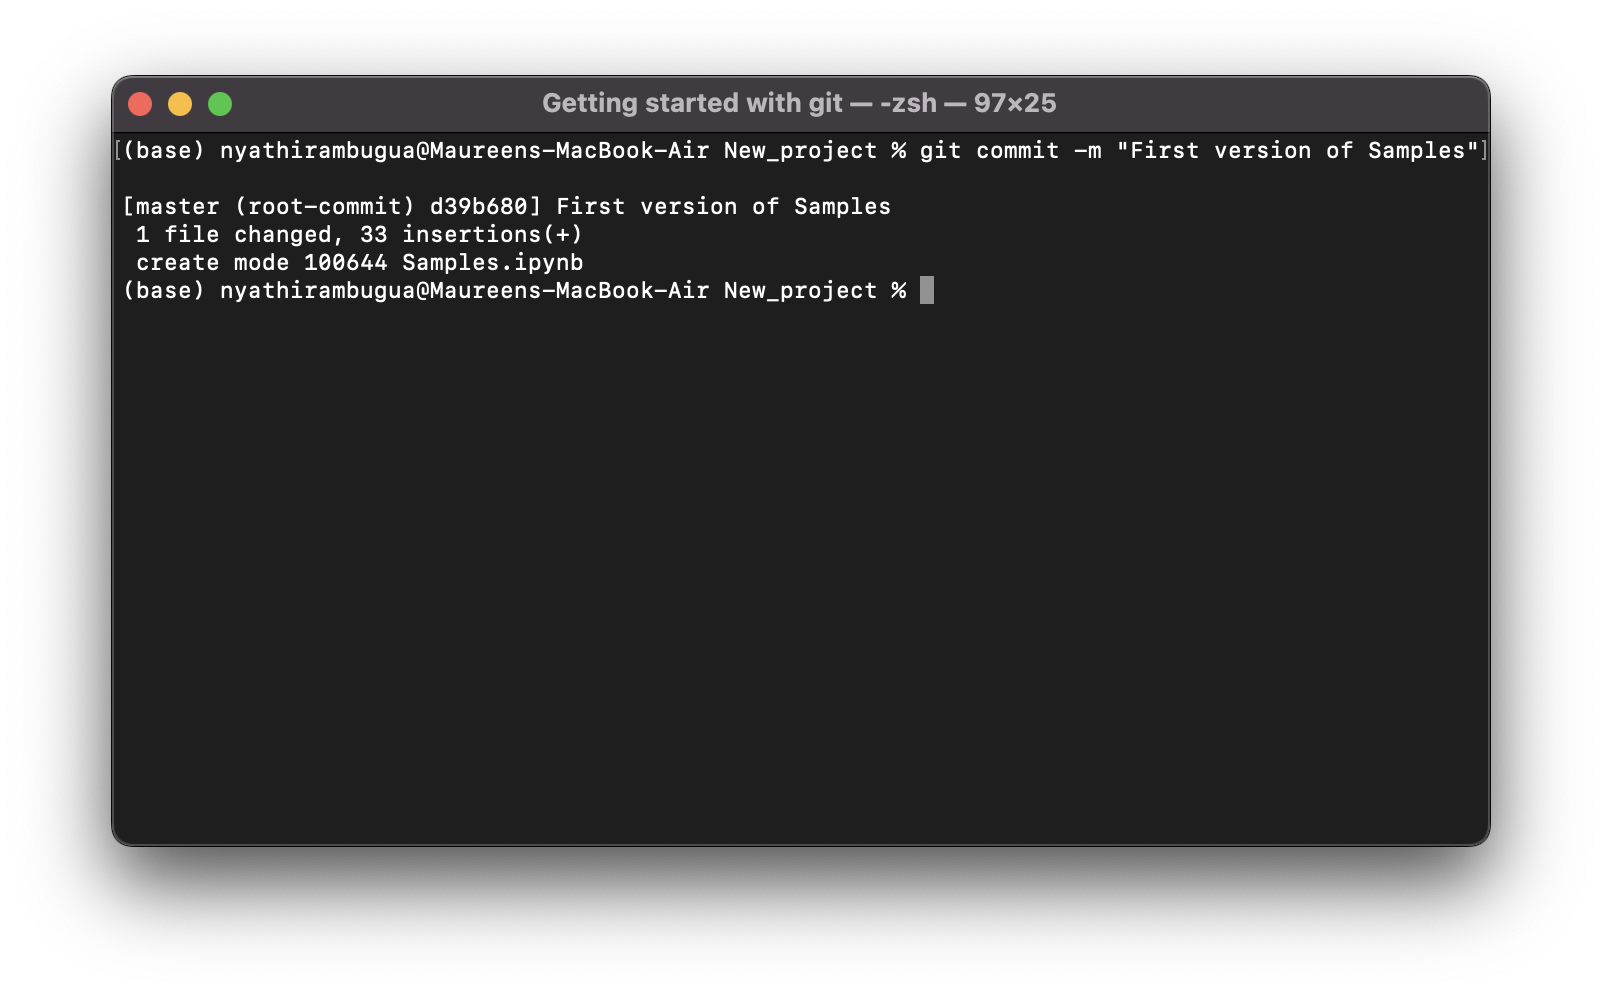 Getting started with git — -zsh — 97×25
[(base) nyathirambugua@Maureens-MacBook-Air New_project % git commit -m "First version of Samples"]
[master (root-commit) d39b680] First version of Samples
 1 file changed, 33 insertions(+)
 create mode 100644 Samples.ipynb
(base) nyathirambugua@Maureens-MacBook-Air New_project %